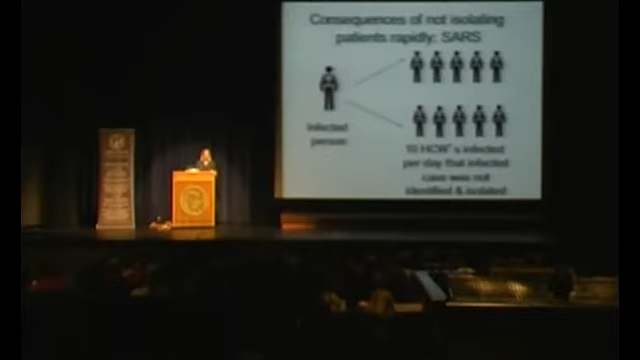 Consequences of not isolating
patients rapidly: SARS
Infected
person
10 HCW's infected
per day that infected
case was not
identified & isolated